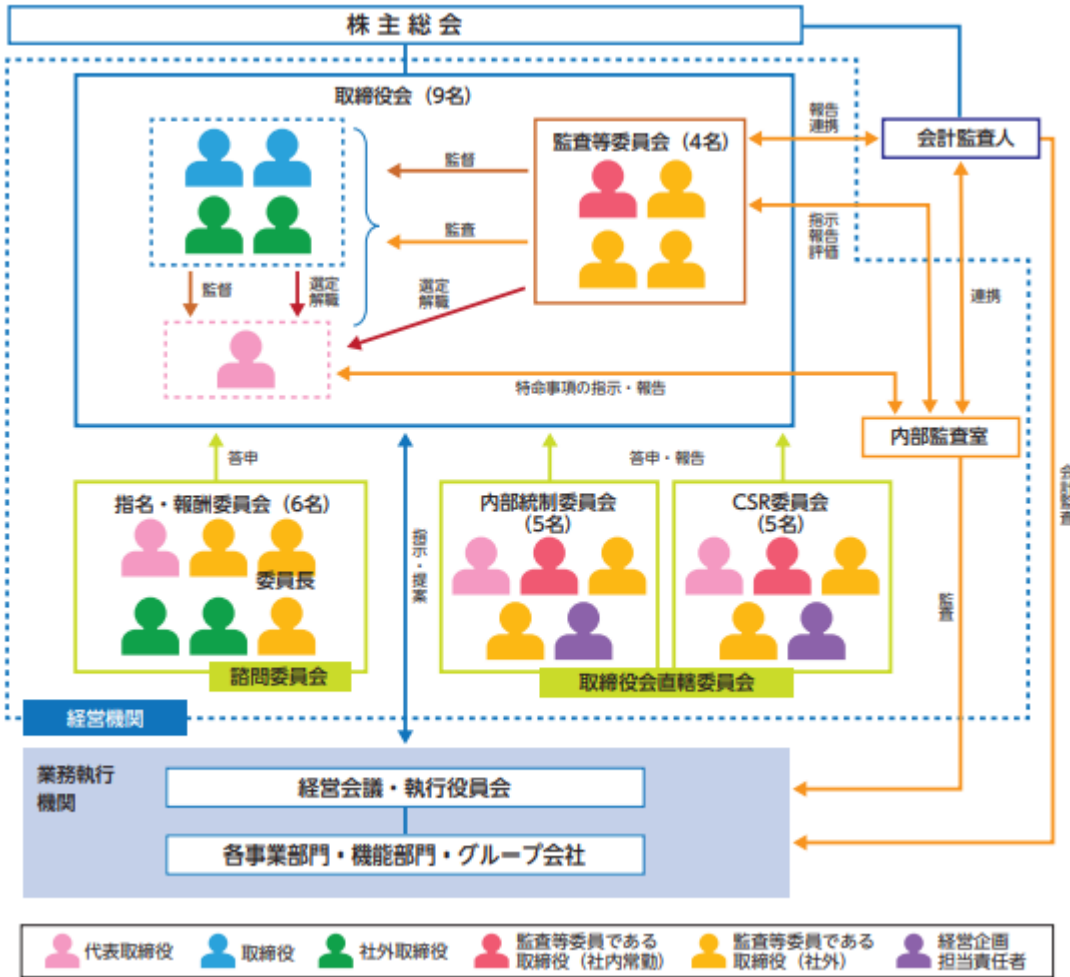 株主総会
取締役会（9名）
監査等委員会（4名）
監督
監査
監督
選定
解職
選定
解職
報告
連携
会計監査人
指示
報告
評価
連携
特命事項の指示・報告
内部監査室
答申
答申・報告
指名・報酬委員会（6名）
委員長
諮問委員会
指示・提案
内部統制委員会
（5名）
CSR委員会
（5名）
取締役会直轄委員会
監査
会計監査
経営機関
業務執行
機関
経営会議・執行役員会
各事業部門・機能部門・グループ会社
代表取締役
取締役
社外取締役
監査等委員である
取締役（社内常勤）
監査等委員である
取締役（社外）
経営企画
担当責任者